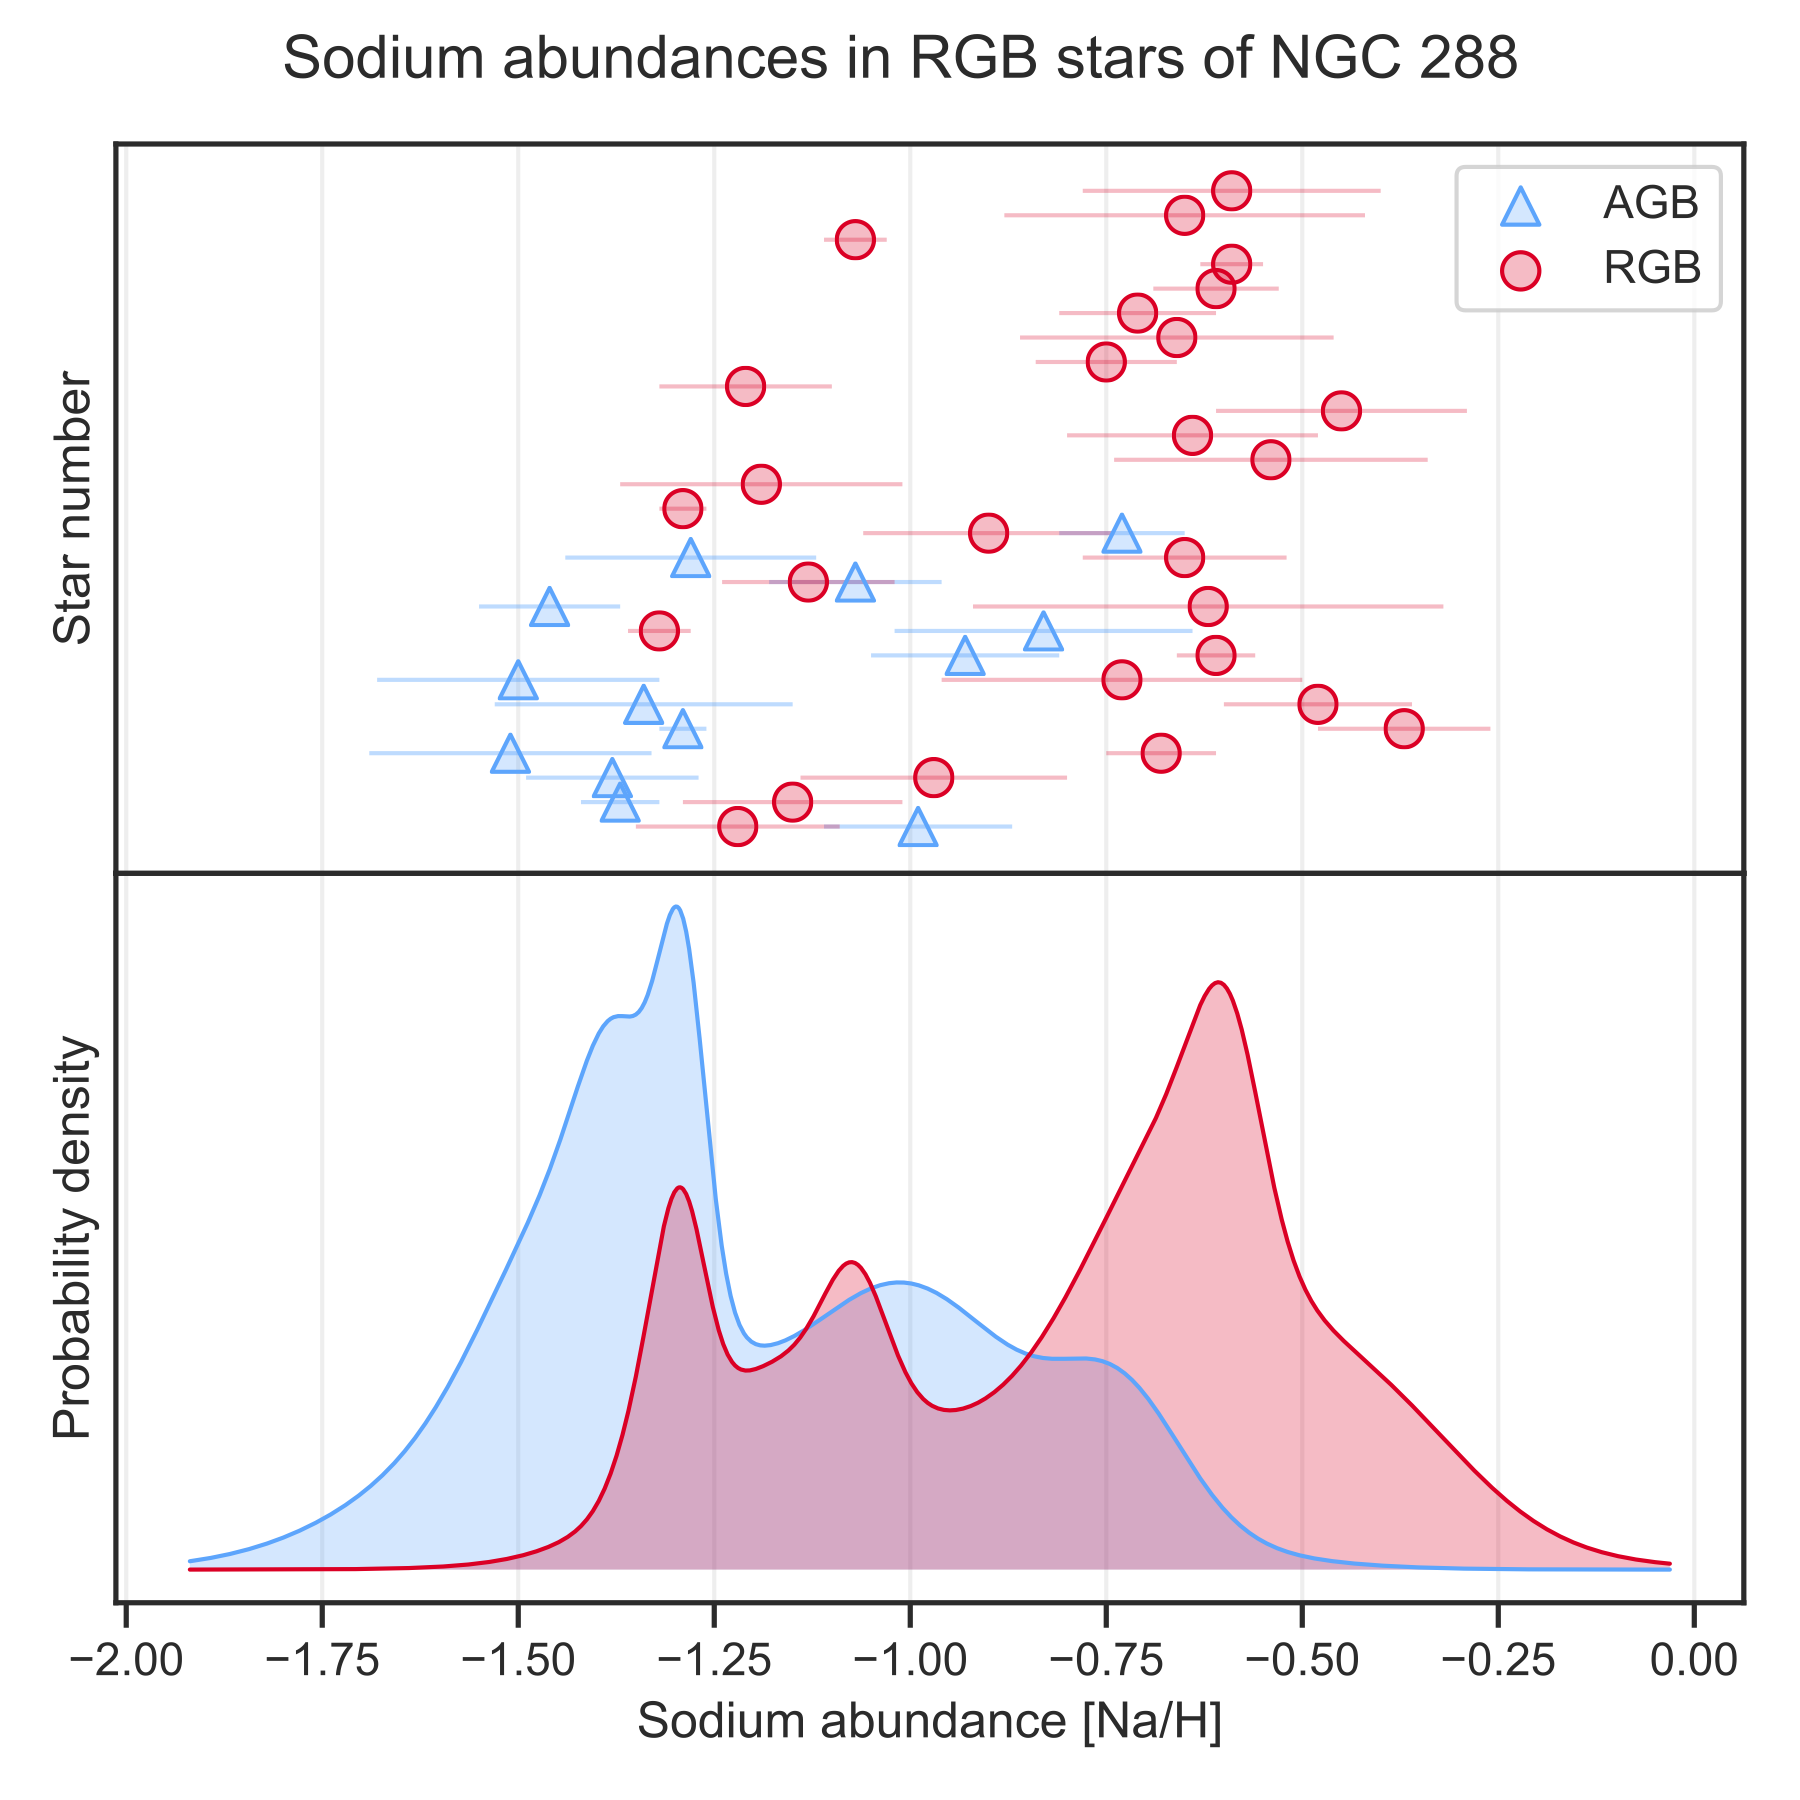 Sodium abundances in RGB stars of NGC 288
AGB
RGB
Star number
Probability density
−2.00 −1.75 −1.50 −1.25 −1.00 −0.75 −0.50 −0.25 0.00
Sodium abundance [Na/H]